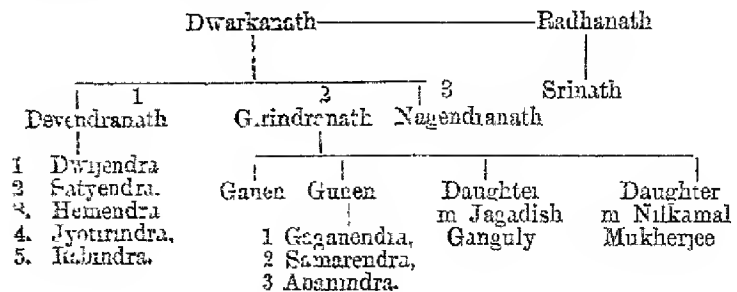 Dwarkanath Radhanath
1 2 3 Srinath
Devendranath Girindranath Nagendranath
1 Dwijendra
2 Satyendra.
3. Hemendra
4. Jyotirindra,
5. Rabindra.
Ganen Gunen Daughter Daughter
m Jagadish m Nilkamal
Ganguly Mukherjee
1 Gaganendra,
2 Samarendra,
3 Abanindra.